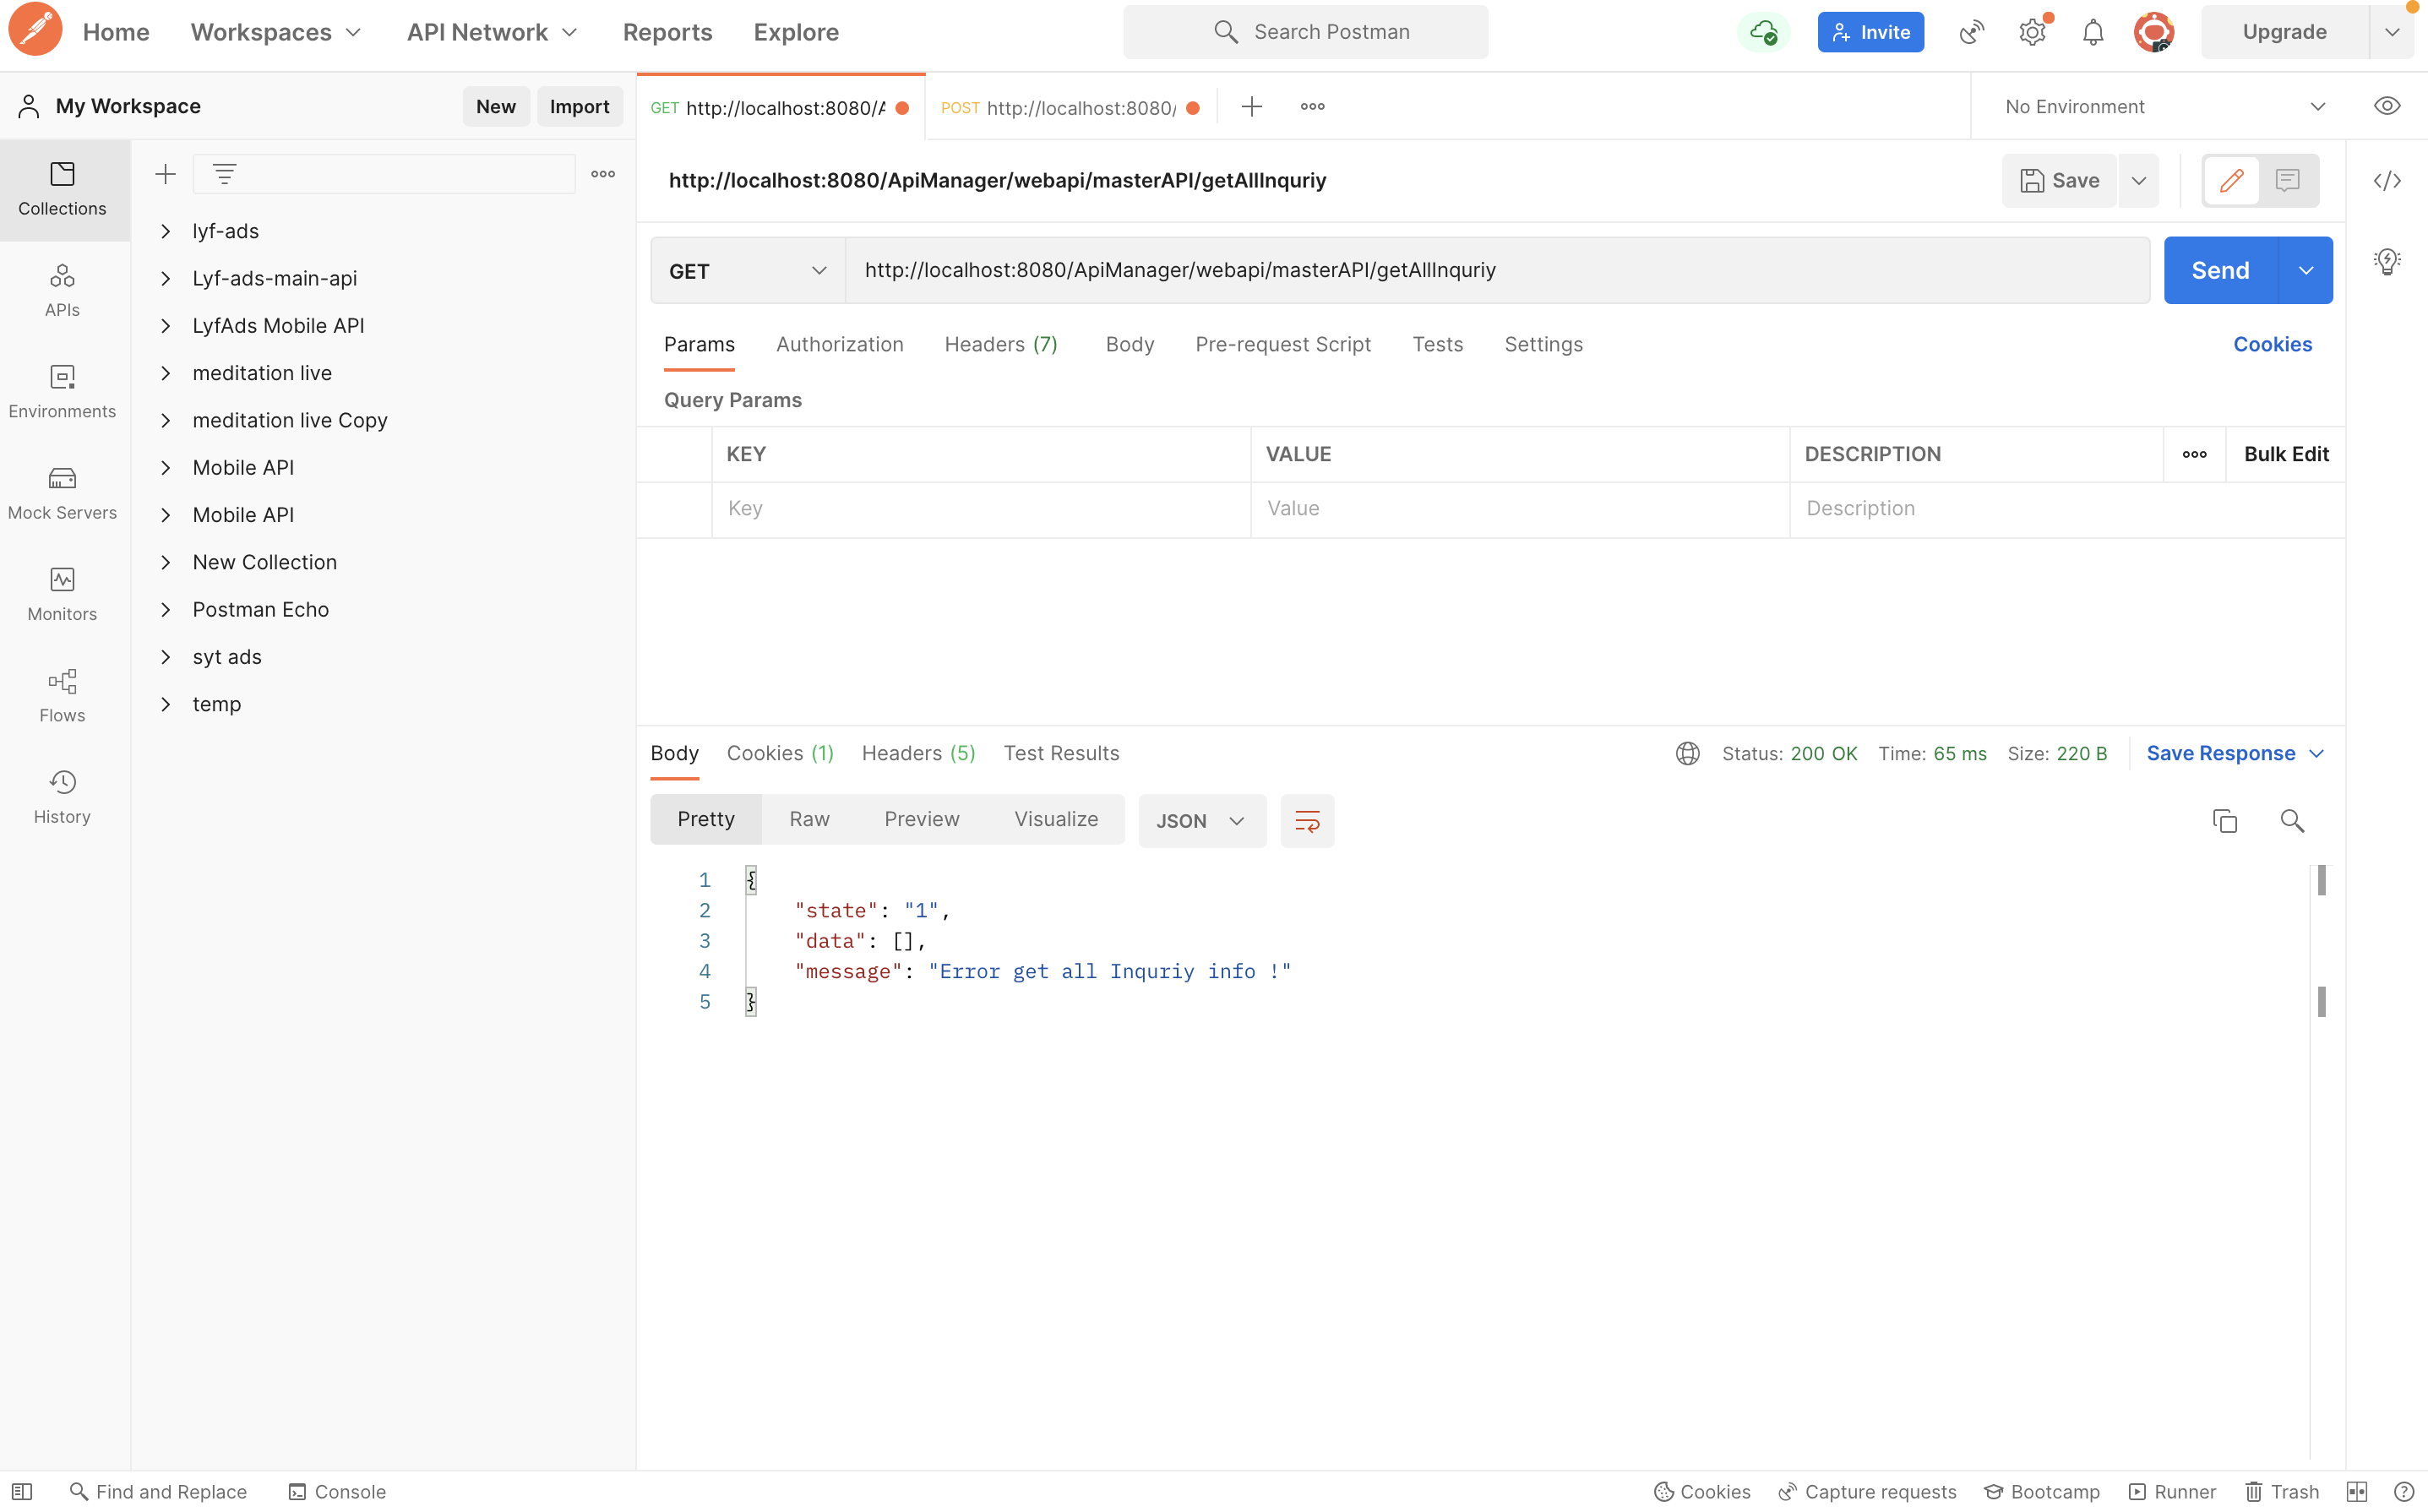 Home Workspaces API Network Reports Explore Search Postman Invite Upgrade
My Workspace New Import
GET http://localhost:8080/A POST http://localhost:8080/ No Environment
Collections
APIs
Environments
Mock Servers
Monitors
Flows
History
lyf-ads
Lyf-ads-main-api
LyfAds Mobile API
meditation live
meditation live Copy
Mobile API
Mobile API
New Collection
Postman Echo
syt ads
temp
http://localhost:8080/ApiManager/webapi/masterAPI/getAllInquriy Save
GET http://localhost:8080/ApiManager/webapi/masterAPI/getAllInquriy Send
Params Authorization Headers (7) Body Pre-request Script Tests Settings Cookies
Query Params
KEY VALUE DESCRIPTION Bulk Edit
Key Value Description
Body Cookies (1) Headers (5) Test Results Status: 200 OK Time: 65 ms Size: 220 B Save Response
Pretty Raw Preview Visualize JSON
1 {
2 "state": "1",
3 "data": [],
4 "message": "Error get all Inquriy info !"
5 }
Find and Replace Console Cookies Capture requests Bootcamp Runner Trash